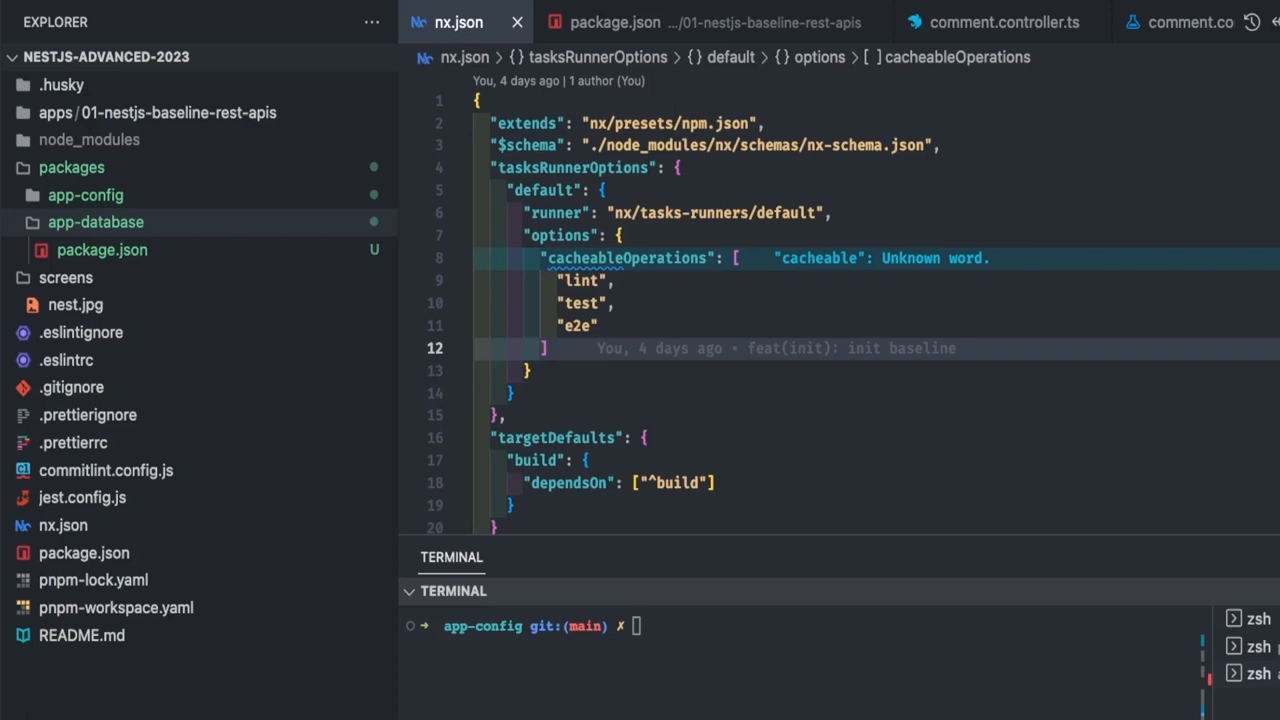 EXPLORER
NESTJS-ADVANCED-2023
.husky
apps / 01-nestjs-baseline-rest-apis
node_modules
packages
app-config
app-database
package.json U
screens
nest.jpg
.eslintignore
.eslintrc
.gitignore
.prettierignore
.prettierrc
commitlint.config.js
jest.config.js
nx.json
package.json
pnpm-lock.yaml
pnpm-workspace.yaml
README.md
nx.json
package.json .../01-nestjs-baseline-rest-apis
comment.controller.ts
comment.co
nx.json > {} tasksRunnerOptions > {} default > {} options > [ ] cacheableOperations
You, 4 days ago | 1 author (You)
1 {
2 "extends": "nx/presets/npm.json",
3 "$schema": "./node_modules/nx/schemas/nx-schema.json",
4 "tasksRunnerOptions": {
5 "default": {
6 "runner": "nx/tasks-runners/default",
7 "options": {
8 "cacheableOperations": [ "cacheable": Unknown word.
9 "lint",
10 "test",
11 "e2e"
12 ] You, 4 days ago • feat(init): init baseline
13 }
14 }
15 },
16 "targetDefaults": {
17 "build": {
18 "dependsOn": ["^build"]
19 }
20 }
TERMINAL
TERMINAL
app-config git:(main) ✗
zsh
zsh
zsh